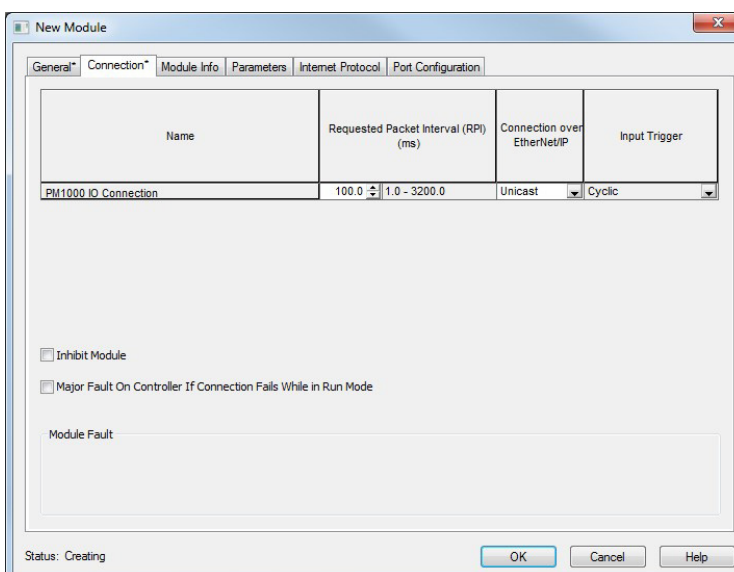 New Module
General* Connection* Module Info Parameters Internet Protocol Port Configuration
Name
Requested Packet Interval (RPI)
(ms)
Connection over
EtherNet/IP
Input Trigger
PM1000 IO Connection 100.0 1.0 - 3200.0 Unicast Cyclic
Inhibit Module
Major Fault On Controller If Connection Fails While in Run Mode
Module Fault
Status: Creating OK Cancel Help